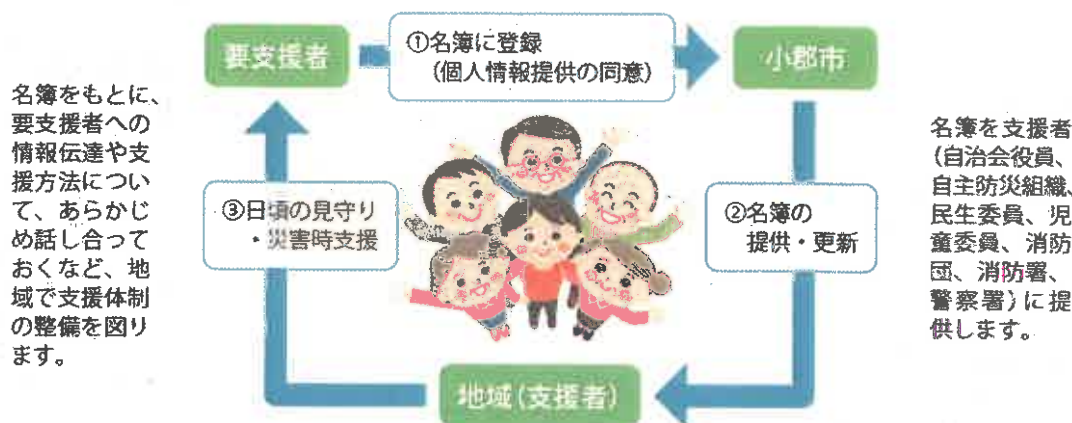 要支援者
①名簿に登録
(個人情報提供の同意)
小郡市
名簿をもとに、
要支援者への
情報伝達や支
援方法につい
て、あらかじ
め話し合って
おくなど、地
域で支援体制
の整備を図り
ます。
③日頃の見守り
・災害時支援
②名簿の
提供・更新
名簿を支援者
(自治会役員、
自主防災組織、
民生委員、児
童委員、消防
団、消防署、
警察署)に提
供します。
地域(支援者)